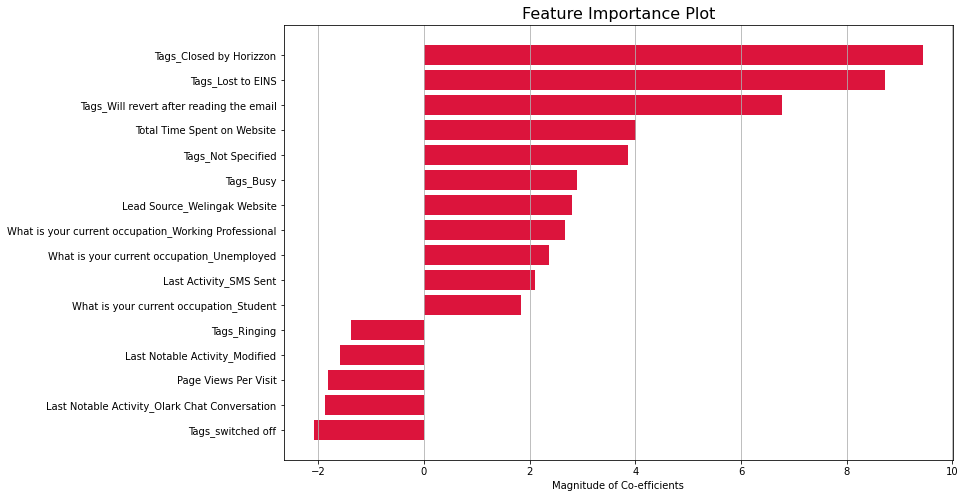 Feature Importance Plot
Tags_Closed by Horizzon
Tags_Lost to EINS
Tags_Will revert after reading the email
Total Time Spent on Website
Tags_Not Specified
Tags_Busy
Lead Source_Welingak Website
What is your current occupation_Working Professional
What is your current occupation_Unemployed
Last Activity_SMS Sent
What is your current occupation_Student
Tags_Ringing
Last Notable Activity_Modified
Page Views Per Visit
Last Notable Activity_Olark Chat Conversation
Tags_switched off
−2 0 2 4 6 8 10
Magnitude of Co-efficients